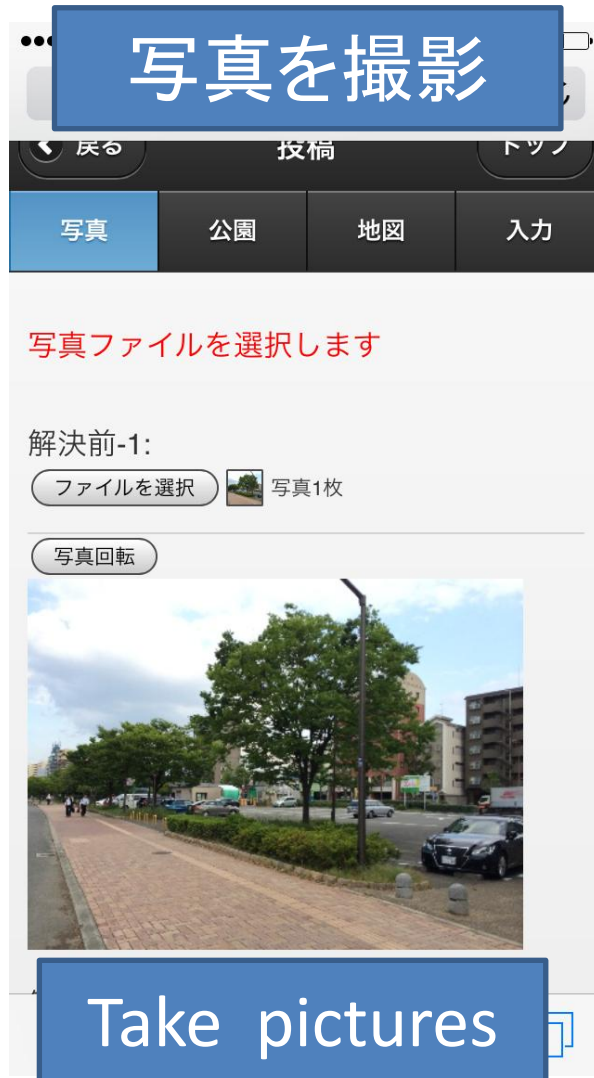 写真を撮影
戻る 投稿 トップ
写真 公園 地図 入力
写真ファイルを選択します
解決前-1:
ファイルを選択 写真1枚
写真回転
Take pictures